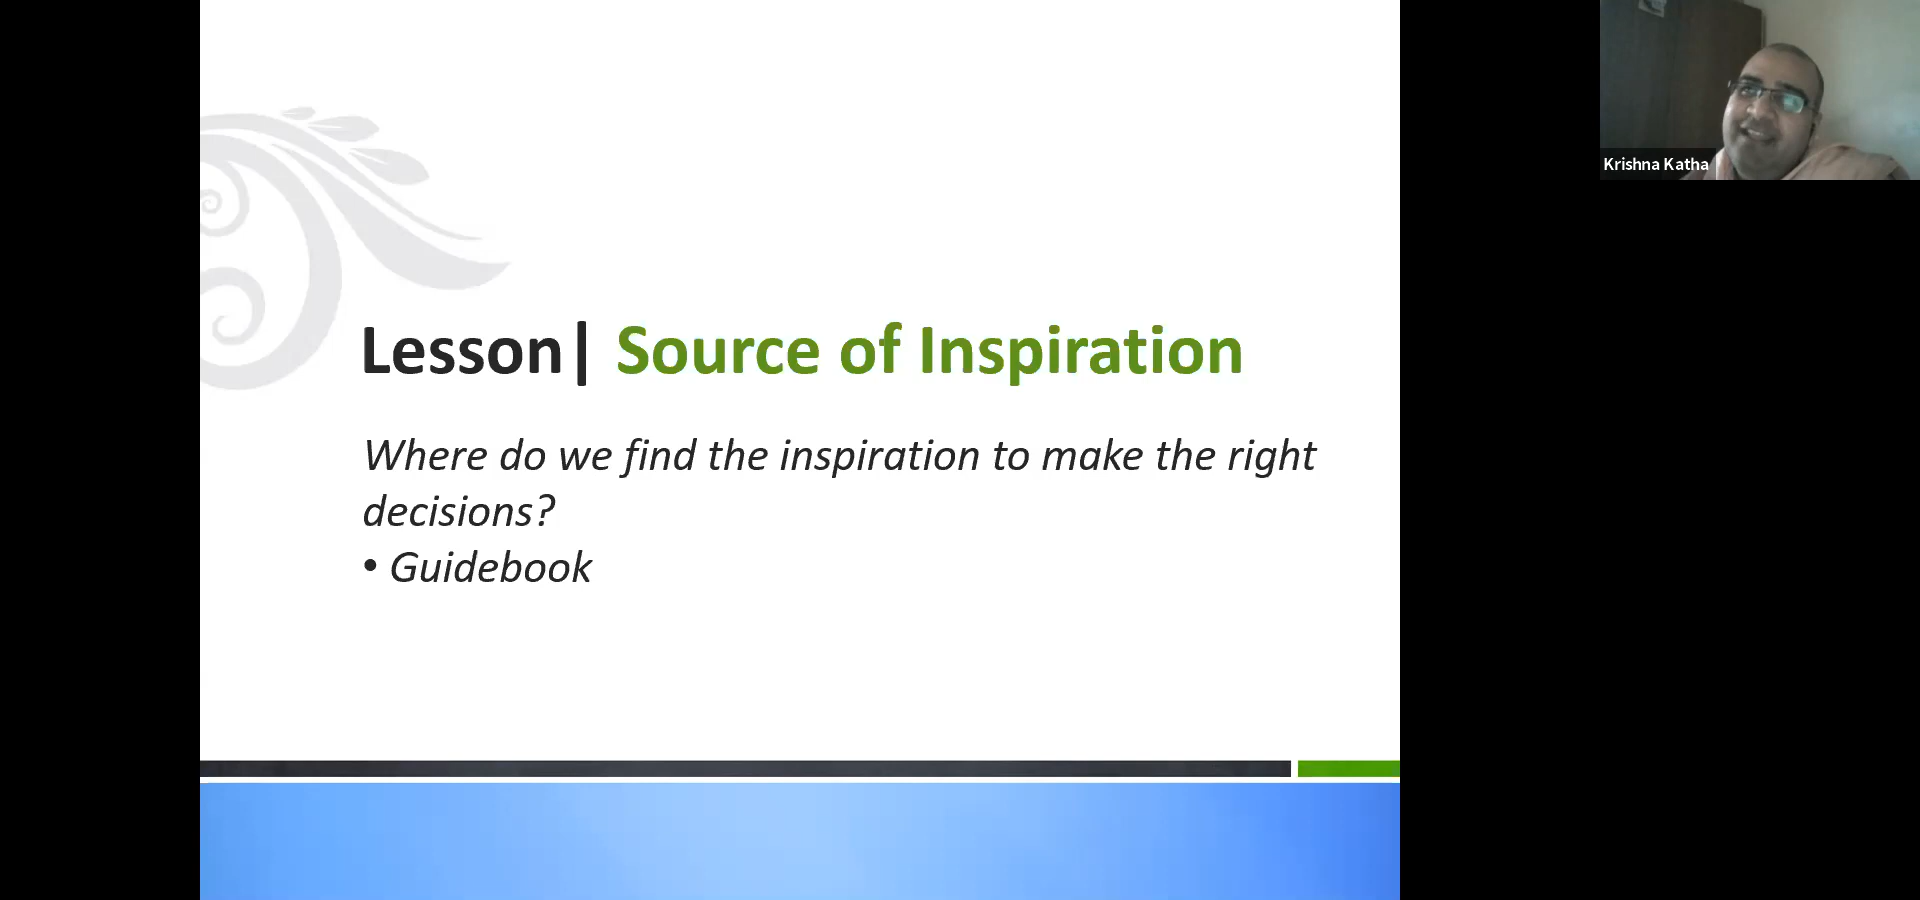 Lesson| Source of Inspiration
Where do we find the inspiration to make the right
decisions?
• Guidebook
Krishna Katha